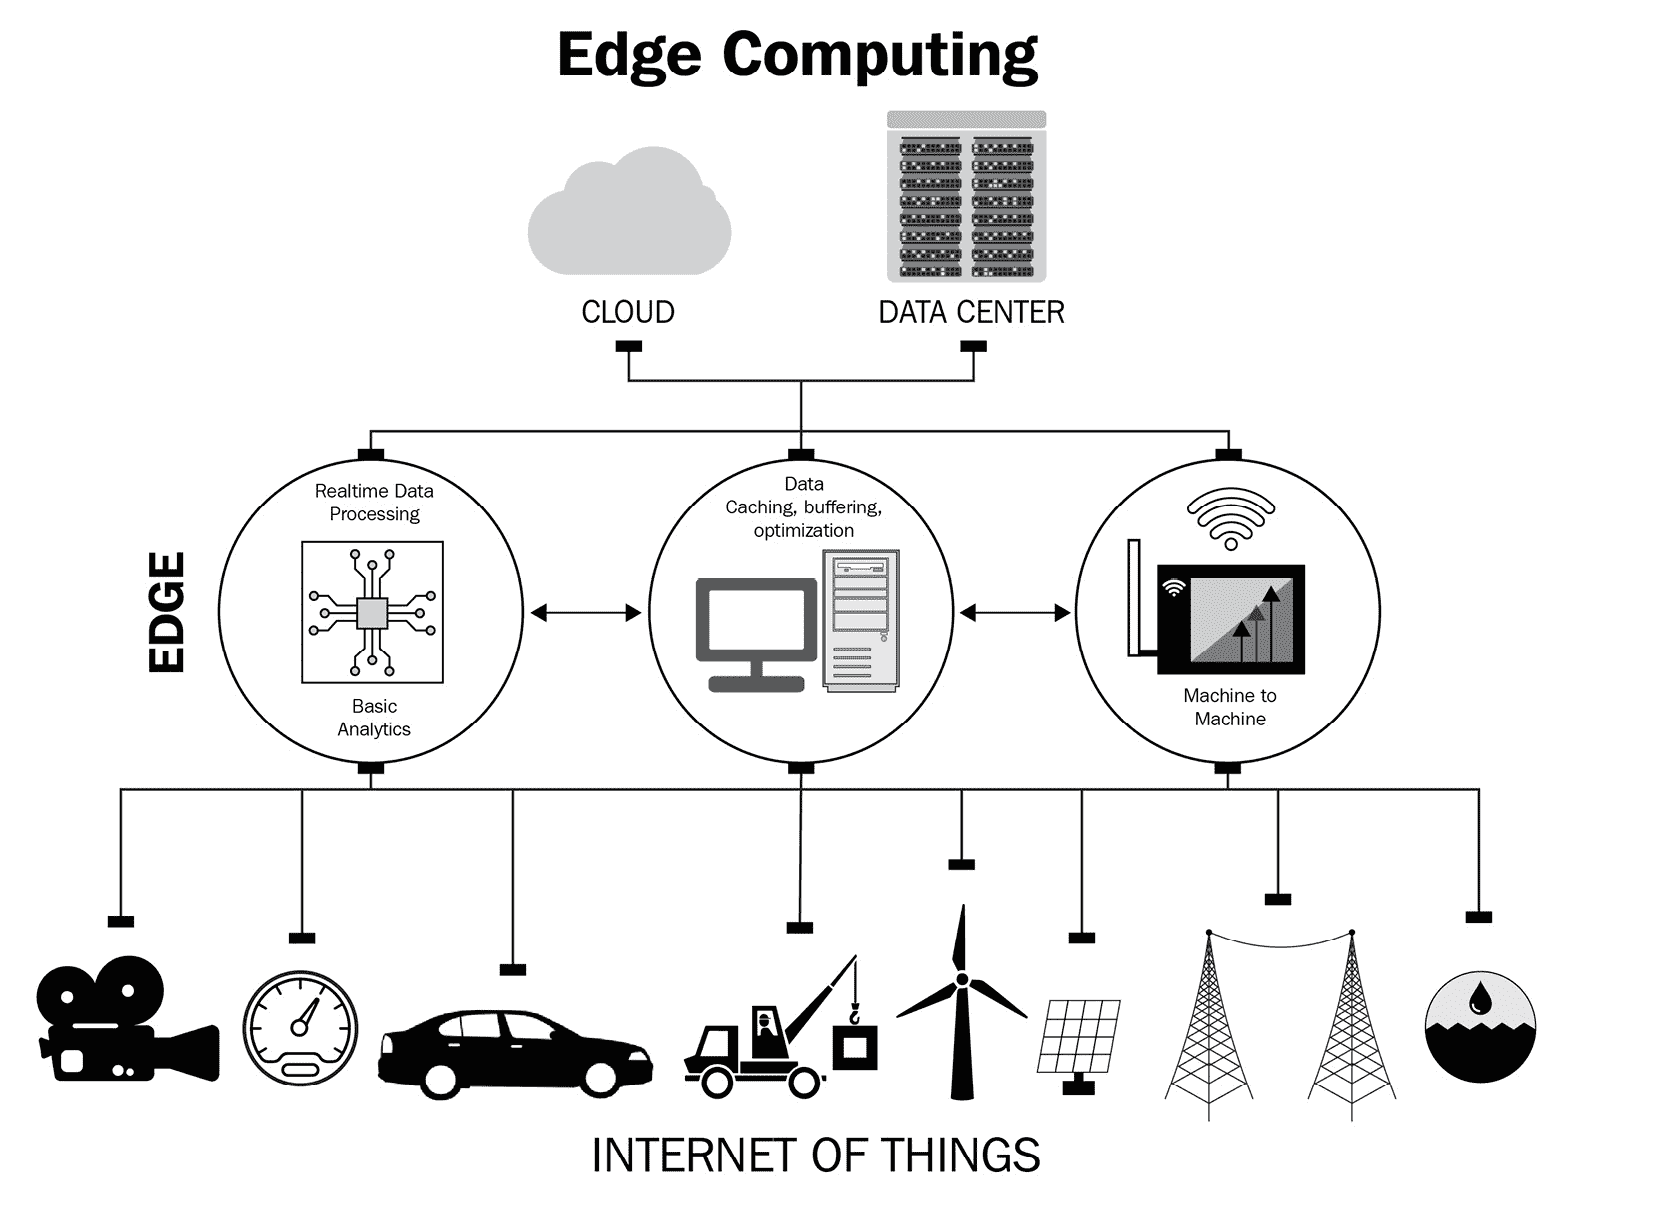 Edge Computing
CLOUD
DATA CENTER
EDGE
Realtime Data
Processing
Basic
Analytics
Data
Caching, buffering,
optimization
Machine to
Machine
INTERNET OF THINGS